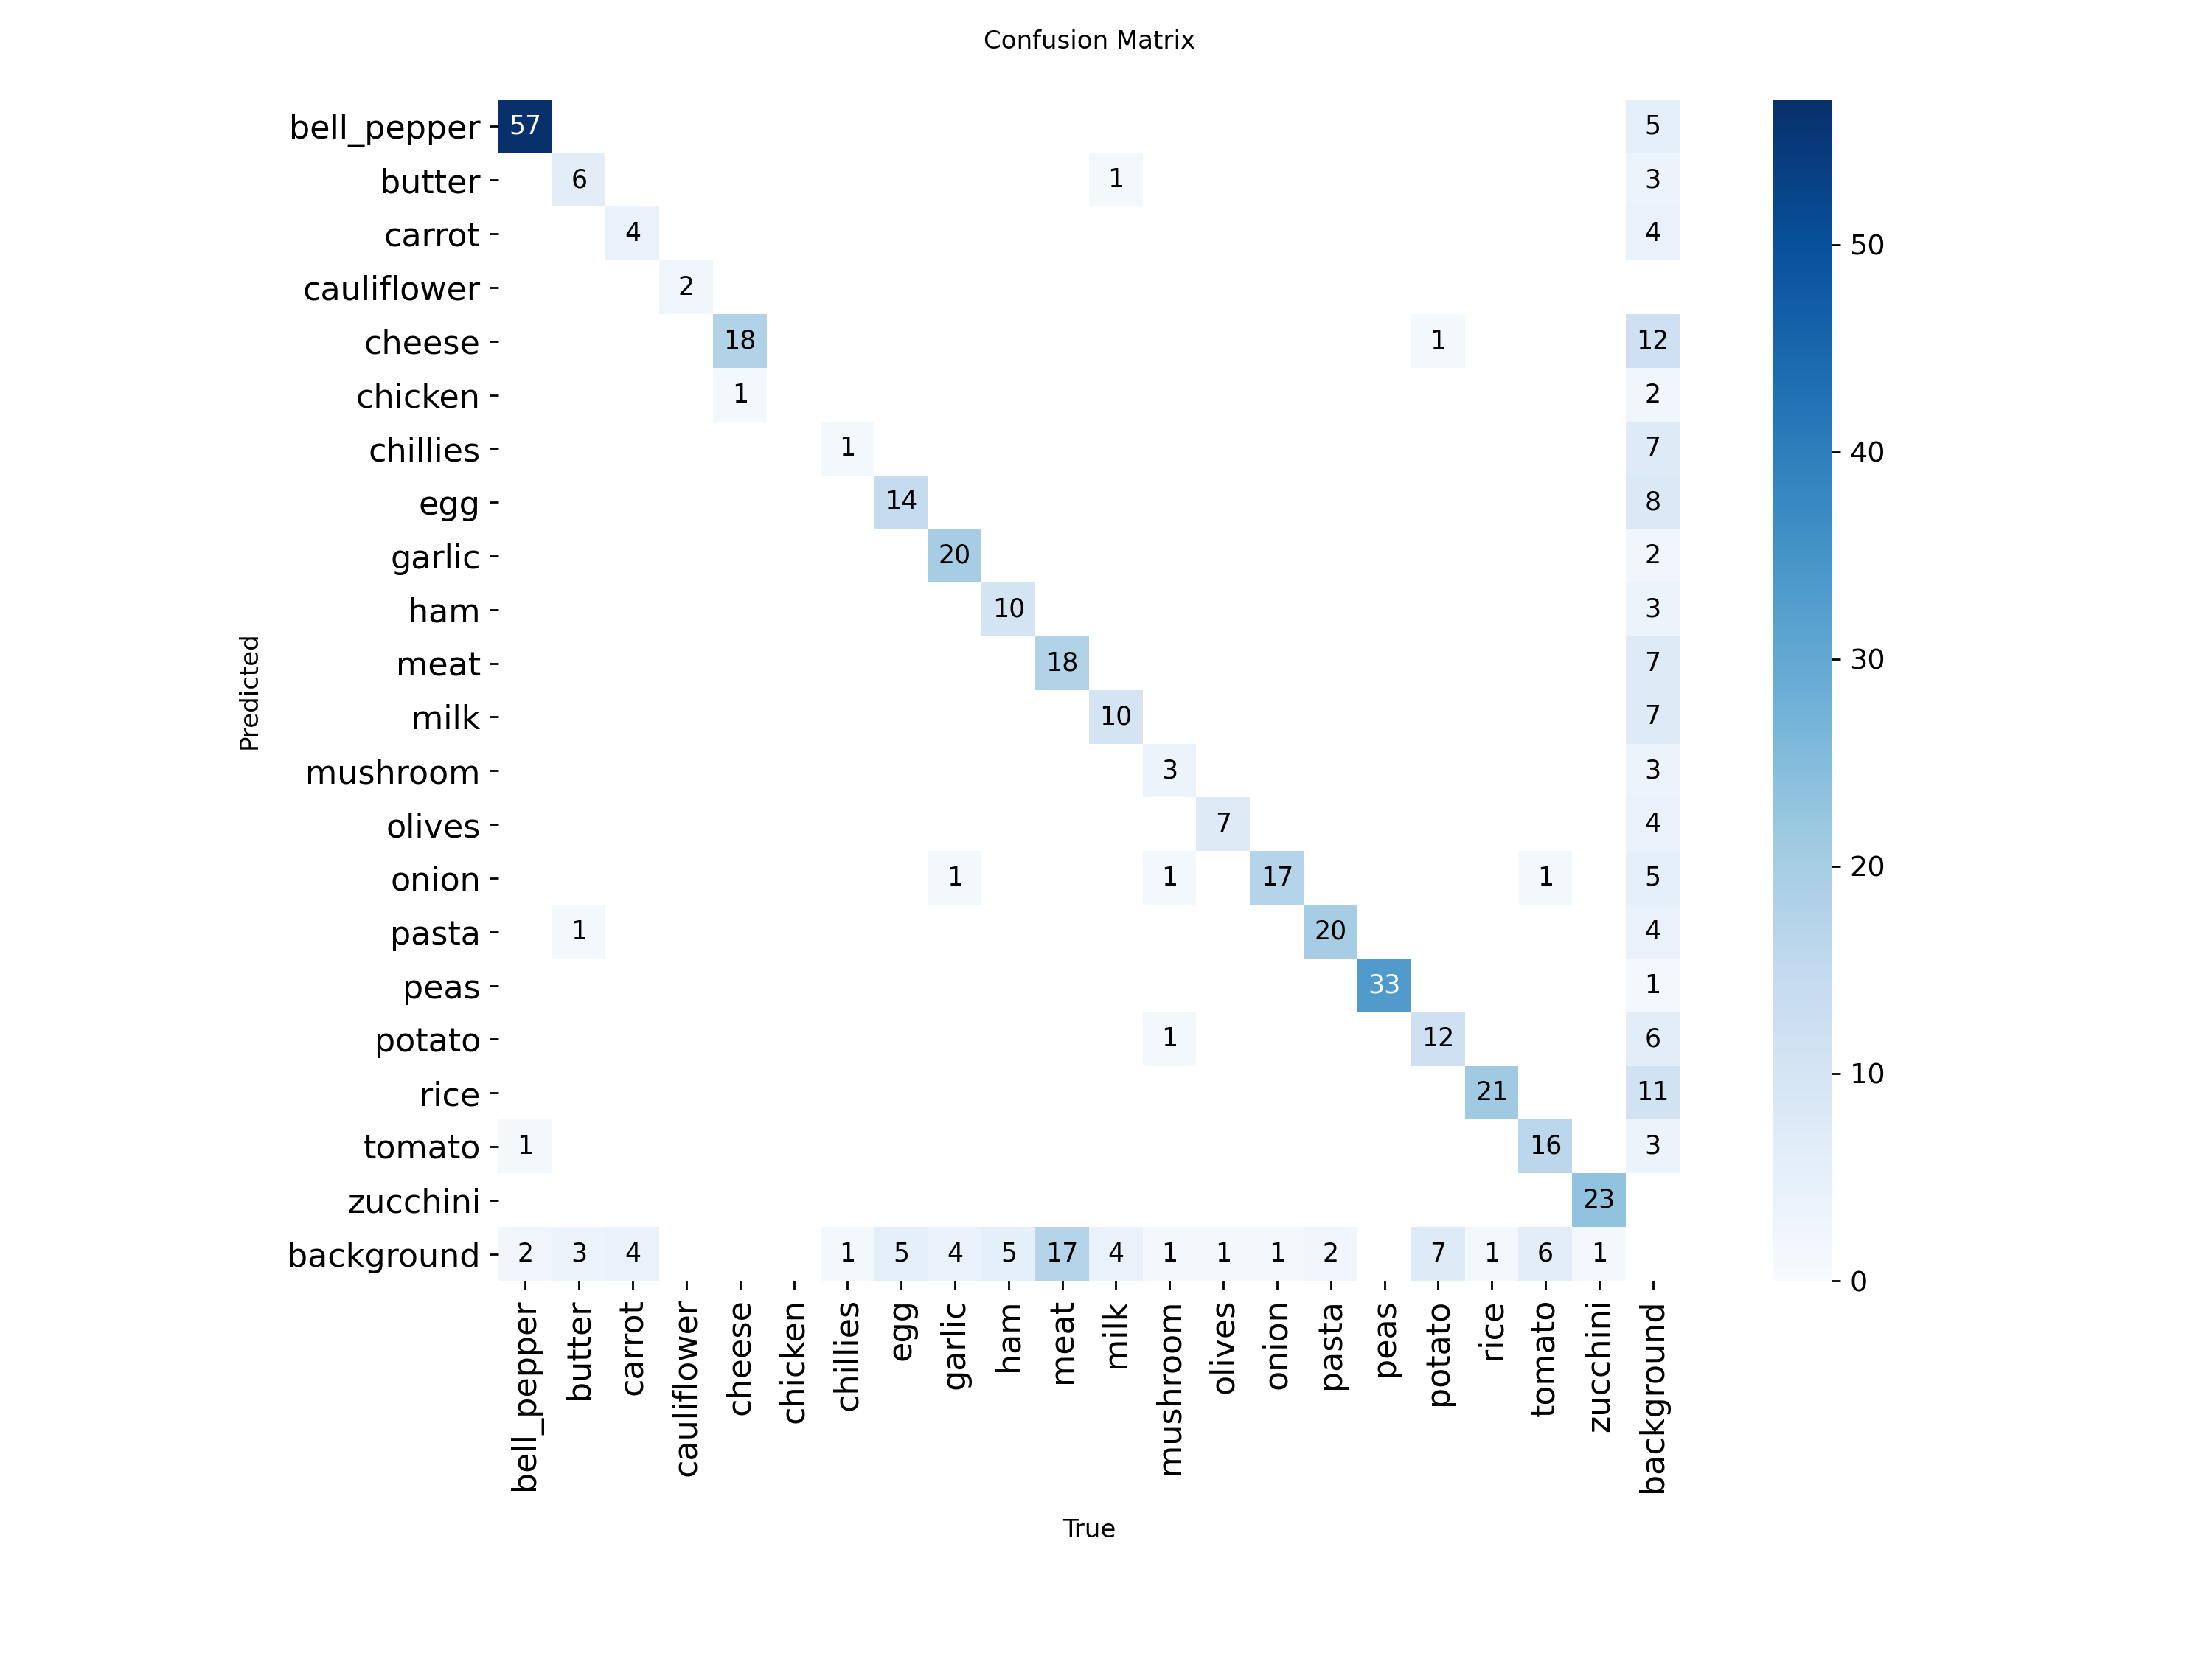 Confusion Matrix
bell_pepper 57 5
butter 6 1 3
carrot 4 4
cauliflower 2
cheese 18 1 12
chicken 1 2
chillies 1 7
egg 14 8
garlic 20 2
ham 10 3
meat 18 7
milk 10 7
mushroom 3 3
olives 7 4
onion 1 1 17 1 5
pasta 1 20 4
peas 33 1
potato 1 12 6
rice 21 11
tomato 1 16 3
zucchini 23
background 2 3 4 1 5 4 5 17 4 1 1 1 2 7 1 6 1
bell_pepper
butter
carrot
cauliflower
cheese
chicken
chillies
egg
garlic
ham
meat
milk
mushroom
olives
onion
pasta
peas
potato
rice
tomato
zucchini
background
True
Predicted
50
40
30
20
10
0